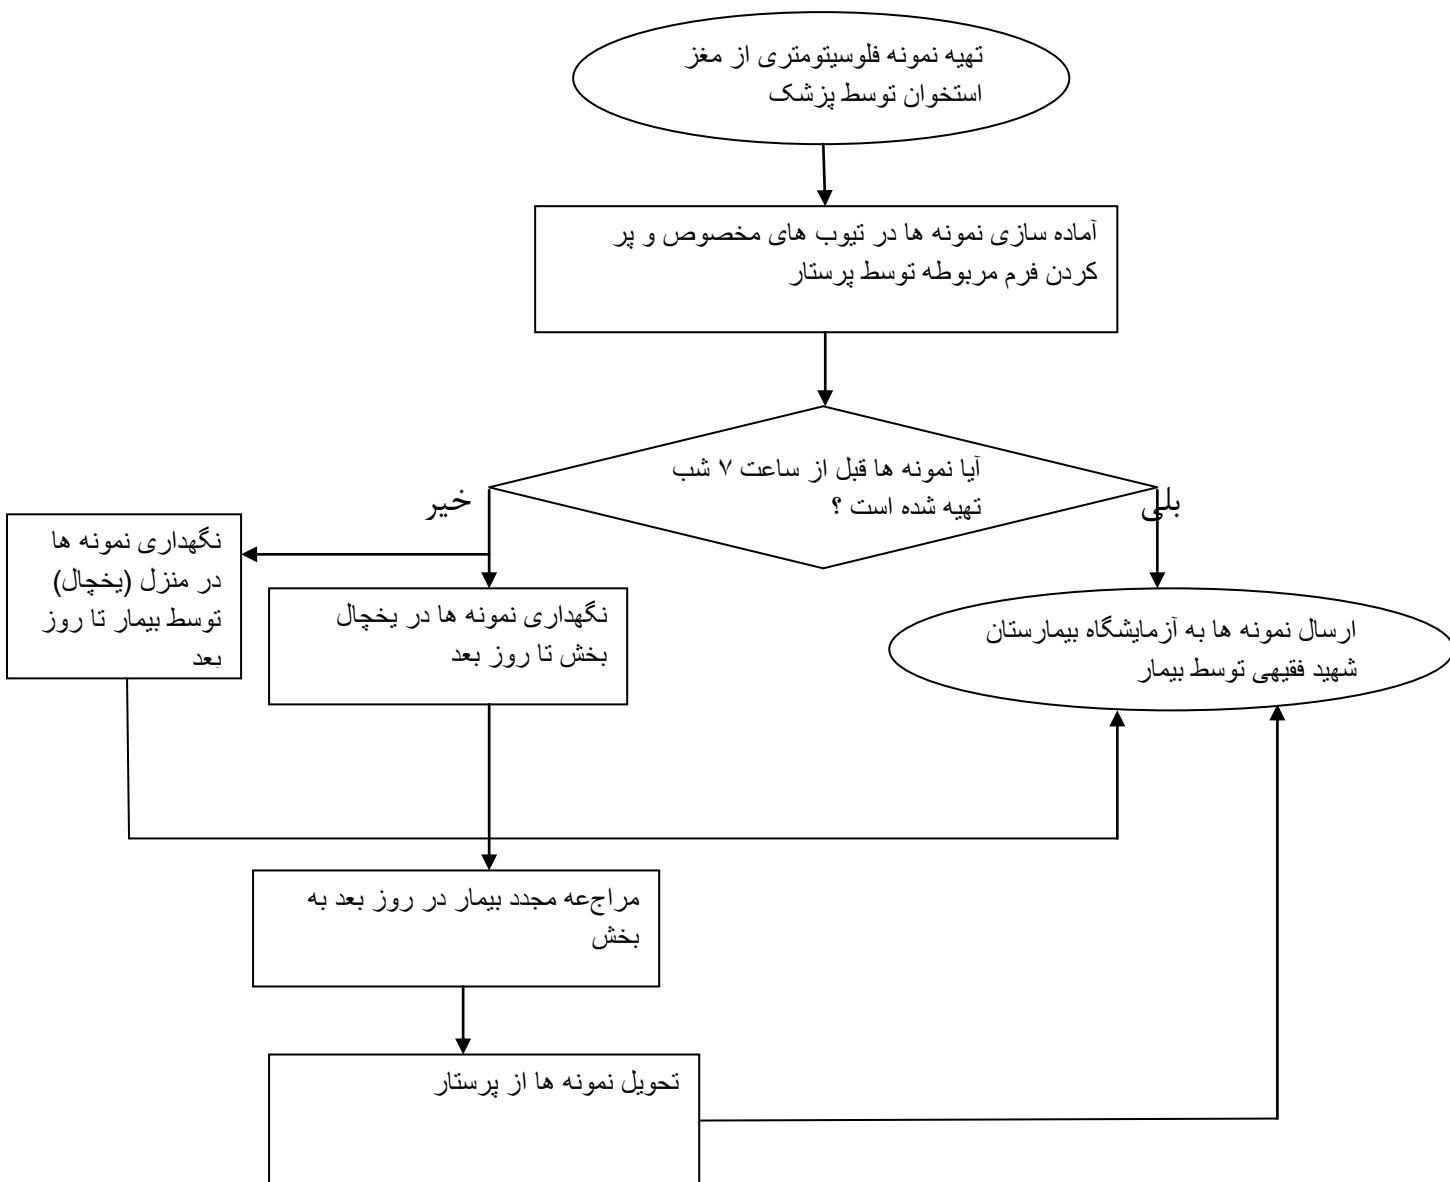 تهیه نمونه فلوسیتومتری از مغز
استخوان توسط پزشک
آماده سازی نمونه ها در تیوب های مخصوص و پر
کردن فرم مربوطه توسط پرستار
آیا نمونه ها قبل از ساعت ۷ شب
تهیه شده است ؟
بلی
خیر
نگهداری نمونه ها
در منزل (یخچال)
توسط بیمار تا روز
بعد
نگهداری نمونه ها در یخچال
بخش تا روز بعد
ارسال نمونه ها به آزمایشگاه بیمارستان
شهید فقیهی توسط بیمار
مراجعه مجدد بیمار در روز بعد به
بخش
تحویل نمونه ها از پرستار